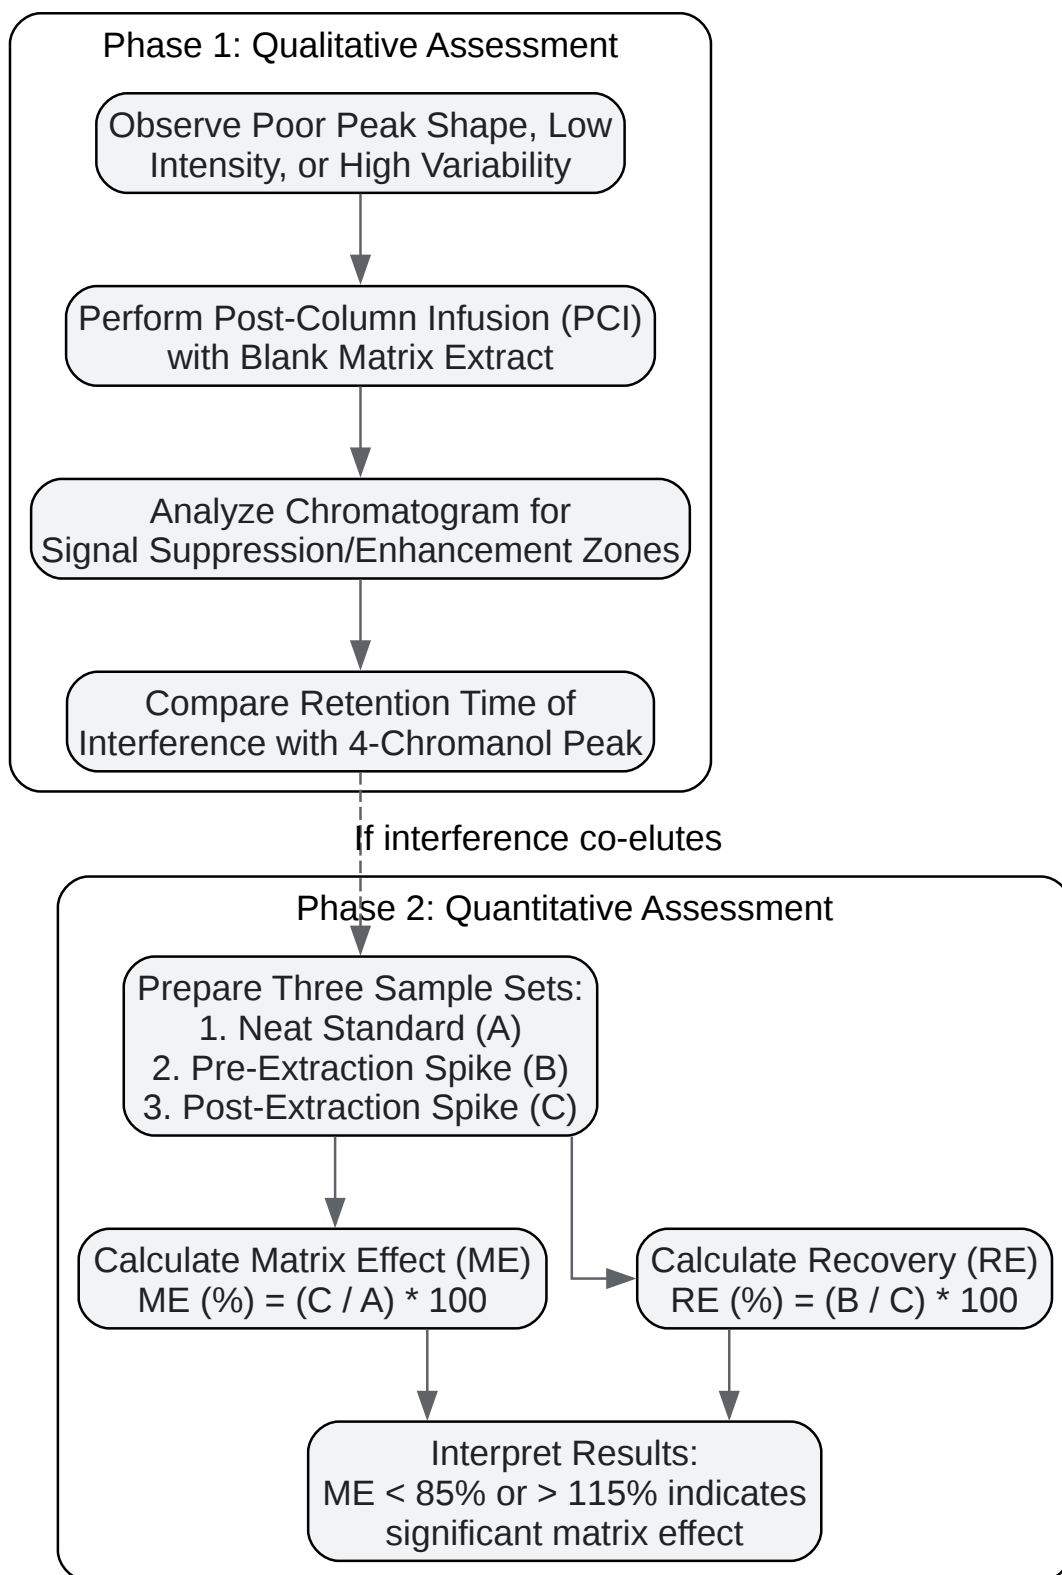 Phase 1: Qualitative Assessment
Observe Poor Peak Shape, Low
Intensity, or High Variability
Perform Post-Column Infusion (PCI)
with Blank Matrix Extract
Analyze Chromatogram for
Signal Suppression/Enhancement Zones
Compare Retention Time of
Interference with 4-Chromanol Peak
If interference co-elutes
Phase 2: Quantitative Assessment
Prepare Three Sample Sets:
1. Neat Standard (A)
2. Pre-Extraction Spike (B)
3. Post-Extraction Spike (C)
Calculate Matrix Effect (ME)
ME (%) = (C / A) * 100
Calculate Recovery (RE)
RE (%) = (B / C) * 100
Interpret Results:
ME < 85% or > 115% indicates
significant matrix effect